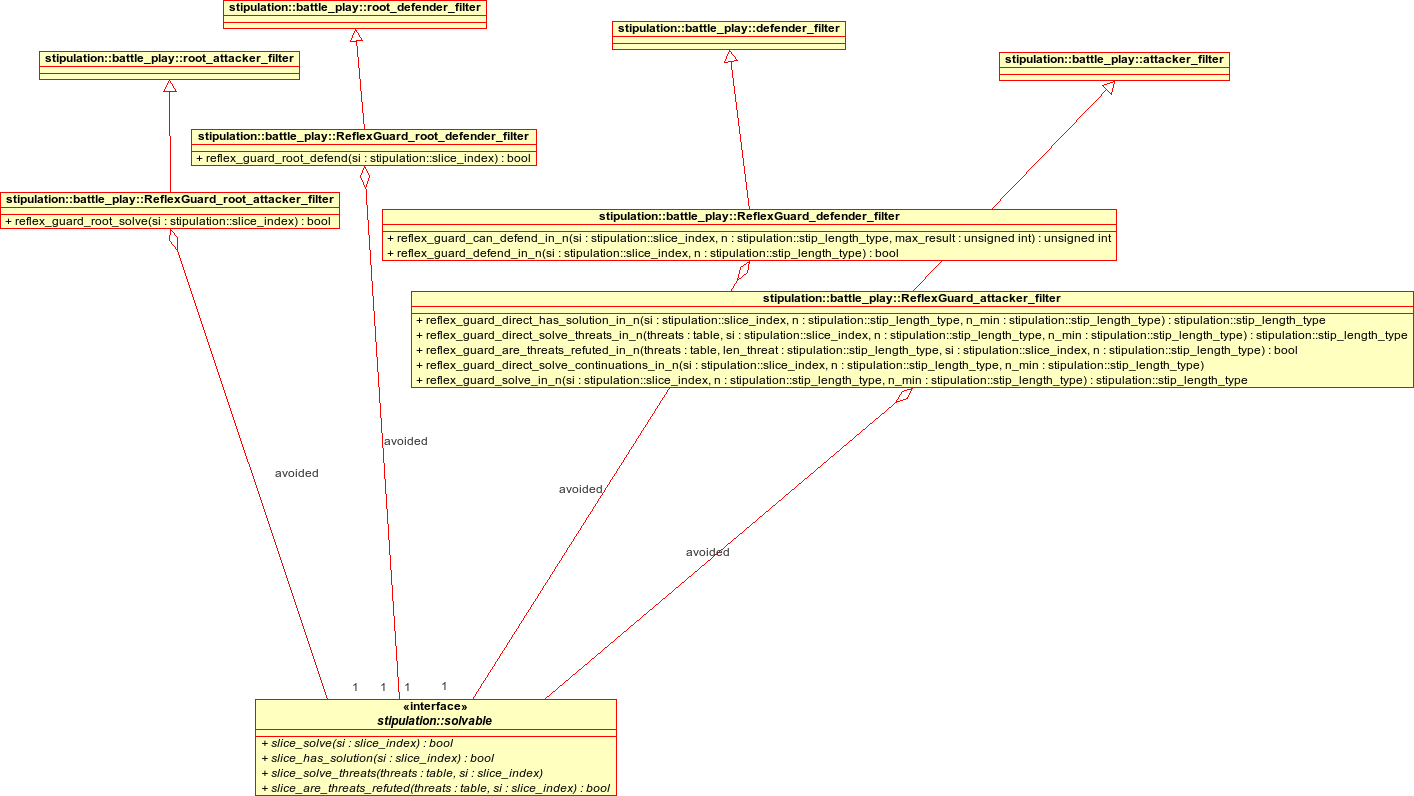 stipulation::battle_play::root_defender_filter
stipulation::battle_play::defender_filter
stipulation::battle_play::root_attacker_filter
stipulation::battle_play::attacker_filter
stipulation::battle_play::ReflexGuard_root_defender_filter
+ reflex_guard_root_defend(si : stipulation::slice_index) : bool
stipulation::battle_play::ReflexGuard_root_attacker_filter
+ reflex_guard_root_solve(si : stipulation::slice_index) : bool
stipulation::battle_play::ReflexGuard_defender_filter
+ reflex_guard_can_defend_in_n(si : stipulation::slice_index, n : stipulation::stip_length_type, max_result : unsigned int) : unsigned int
+ reflex_guard_defend_in_n(si : stipulation::slice_index, n : stipulation::stip_length_type) : bool
stipulation::battle_play::ReflexGuard_attacker_filter
+ reflex_guard_direct_has_solution_in_n(si : stipulation::slice_index, n : stipulation::stip_length_type, n_min : stipulation::stip_length_type) : stipulation::stip_length_type
+ reflex_guard_direct_solve_threats_in_n(threats : table, si : stipulation::slice_index, n : stipulation::stip_length_type, n_min : stipulation::stip_length_type) : stipulation::stip_length_type
+ reflex_guard_are_threats_refuted_in_n(threats : table, len_threat : stipulation::stip_length_type, si : stipulation::slice_index, n : stipulation::stip_length_type) : bool
+ reflex_guard_direct_solve_continuations_in_n(si : stipulation::slice_index, n : stipulation::stip_length_type, n_min : stipulation::stip_length_type)
+ reflex_guard_solve_in_n(si : stipulation::slice_index, n : stipulation::stip_length_type, n_min : stipulation::stip_length_type) : stipulation::stip_length_type
avoided
avoided
avoided
avoided
1 1 1 1
«interface»
stipulation::solvable
+ slice_solve(si : slice_index) : bool
+ slice_has_solution(si : slice_index) : bool
+ slice_solve_threats(threats : table, si : slice_index)
+ slice_are_threats_refuted(threats : table, si : slice_index) : bool